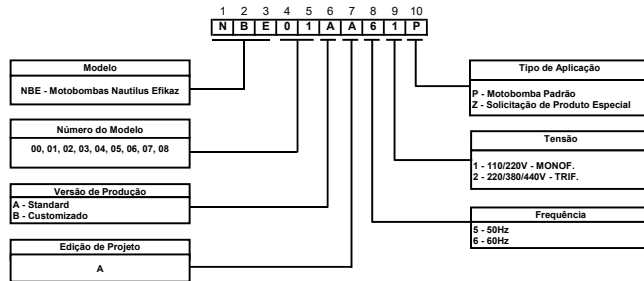 1 2 3 4 5 6 7 8 9 10
N B E 0 1 A A 6 1 P
Modelo
NBE - Motobombas Nautilus Efikaz
Número do Modelo
00, 01, 02, 03, 04, 05, 06, 07, 08
Versão de Produção
A - Standard
B - Customizado
Edição de Projeto
A
Tipo de Aplicação
P - Motobomba Padrão
Z - Solicitação de Produto Especial
Tensão
1 - 110/220V - MONOF.
2 - 220/380/440V - TRIF.
Frequência
5 - 50Hz
6 - 60Hz